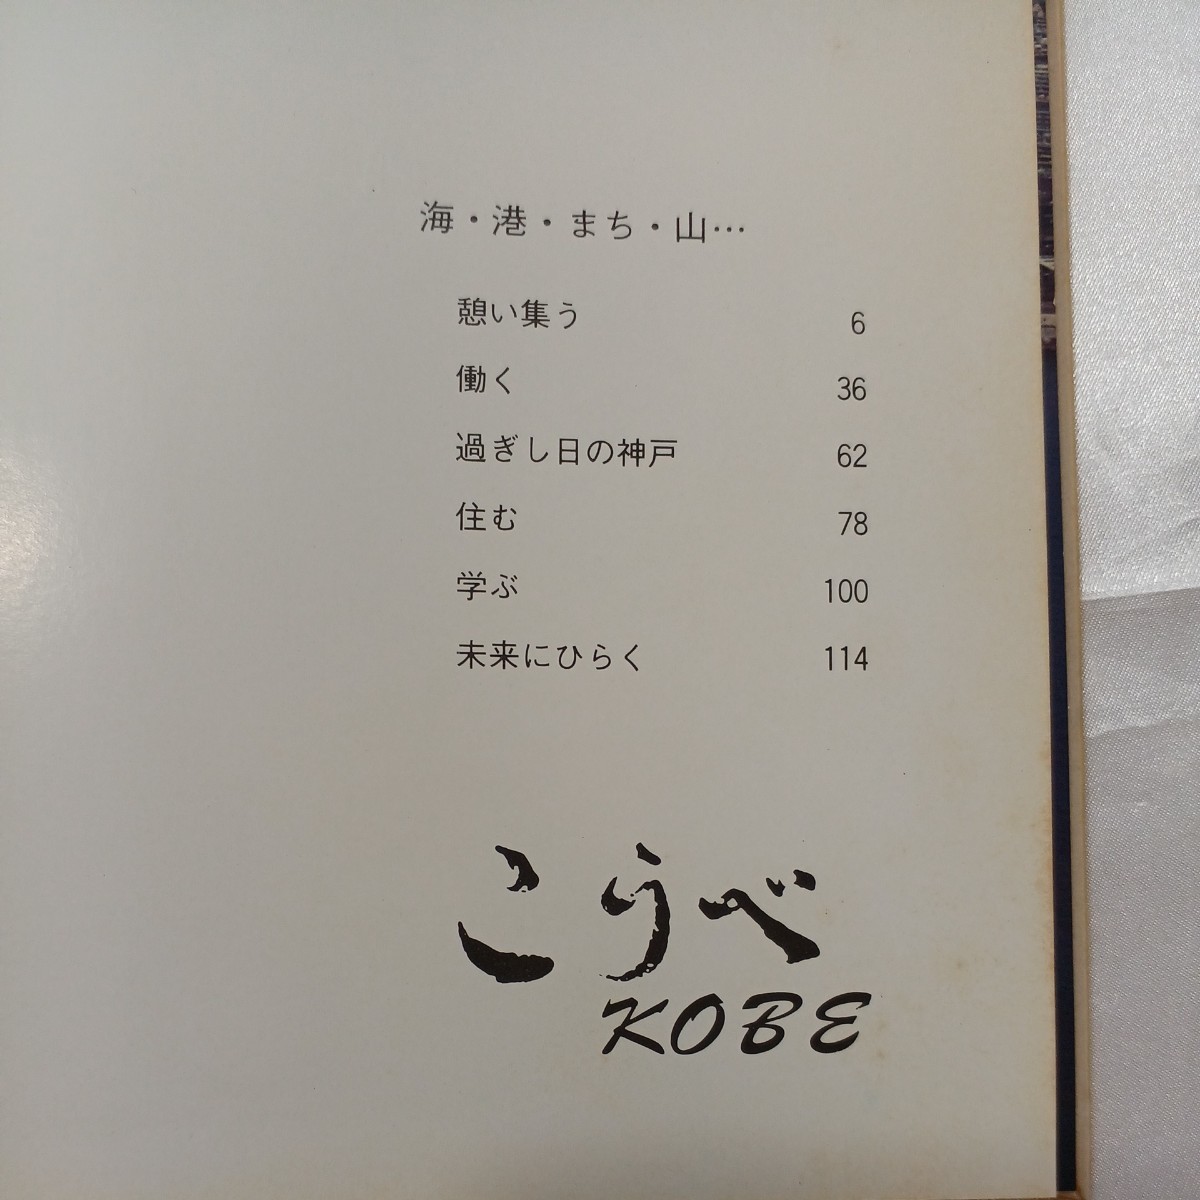 海・港・まち・山…
憩い集う 6
働く 36
過ぎし日の神戸 62
住む 78
学ぶ 100
未来にひらく 114
こうべ
KOBE